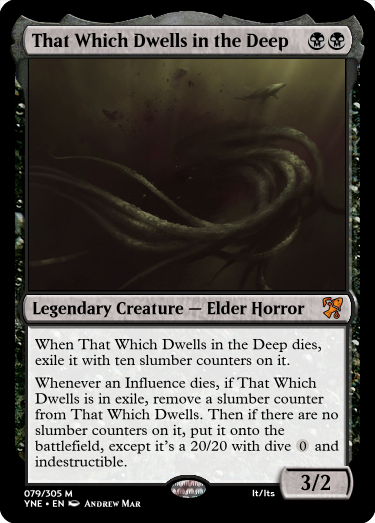 That Which Dwells in the Deep
Legendary Creature — Elder Horror
When That Which Dwells in the Deep dies,
exile it with ten slumber counters on it.
Whenever an Influence dies, if That Which
Dwells is in exile, remove a slumber counter
from That Which Dwells. Then if there are no
slumber counters on it, put it onto the
battlefield, except it's a 20/20 with dive 0 and
indestructible.
3/2
079/305 M
YNE • EN Andrew Mar
It/Its